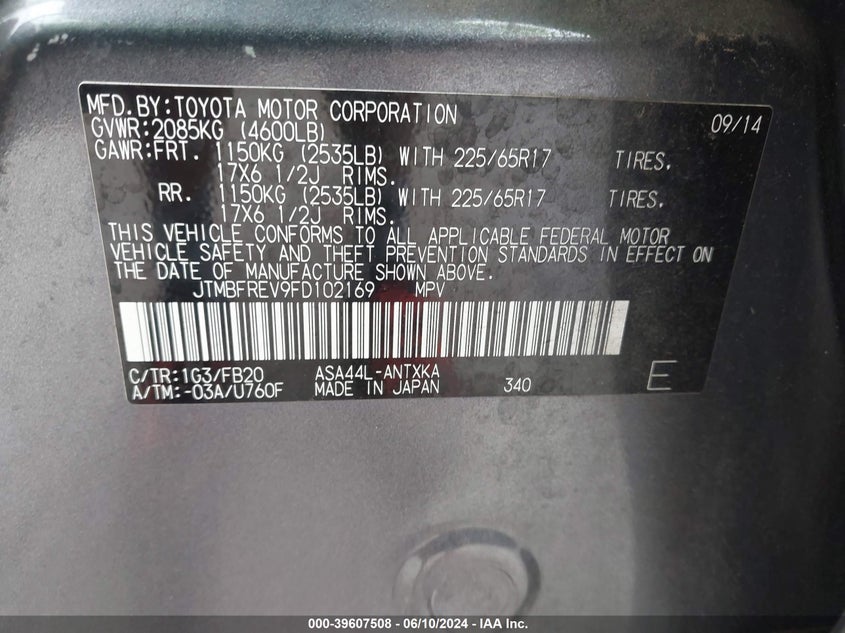 MFD.BY:TOYOTA MOTOR CORPORATION 09/14
GVWR:2085KG (4600LB)
GAWR:FRT. 1150KG (2535LB) WITH 225/65R17 TIRES,
17X6 1/2J RIMS.
RR. 1150KG (2535LB) WITH 225/65R17 TIRES,
17X6 1/2J RIMS.
THIS VEHICLE CONFORMS TO ALL APPLICABLE FEDERAL MOTOR
VEHICLE SAFETY AND THEFT PREVENTION STANDARDS IN EFFECT ON
THE DATE OF MANUFACTURE SHOWN ABOVE.
JTMBFREV9FD102169 MPV
C/TR:1G3/FB20 ASA44L-ANTXKA
A/TM:-03A/U760F MADE IN JAPAN 340 E
000-39607508 - 06/10/2024 - IAA Inc.